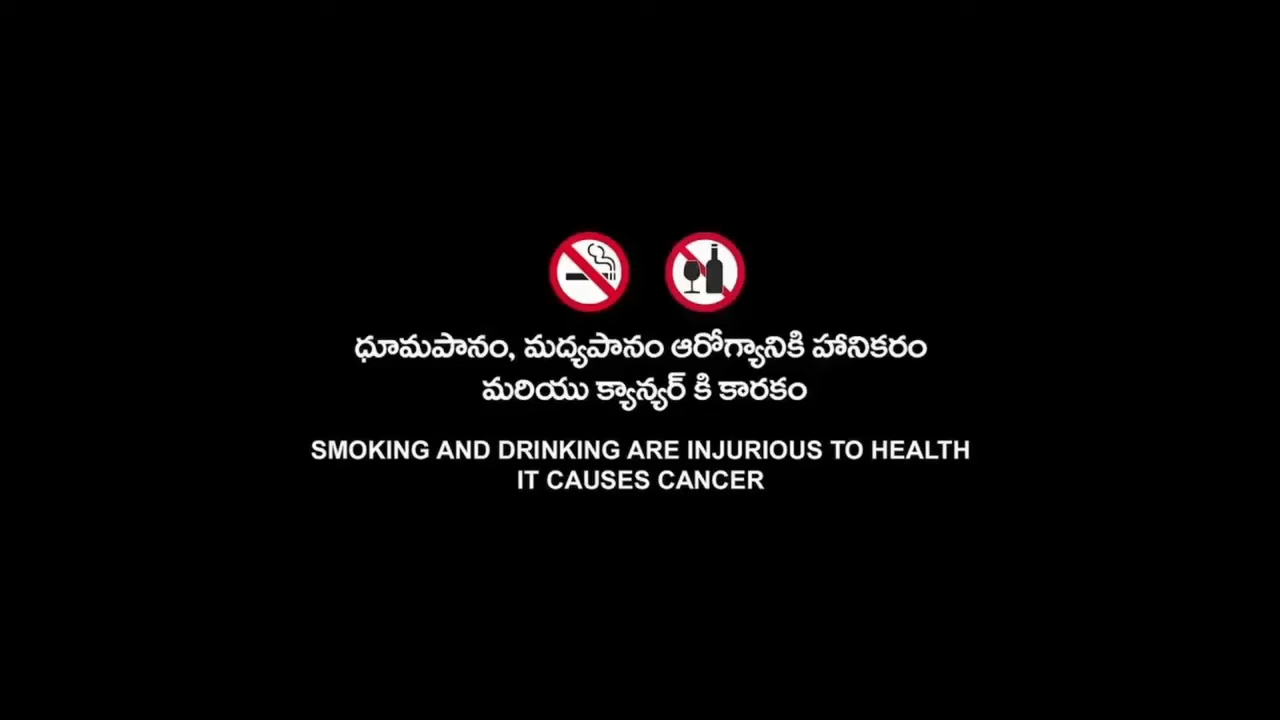 ధూమపానం, మద్యపానం ఆరోగ్యానికి హానికరం
మరియు క్యాన్సర్ కి కారకం
SMOKING AND DRINKING ARE INJURIOUS TO HEALTH
IT CAUSES CANCER